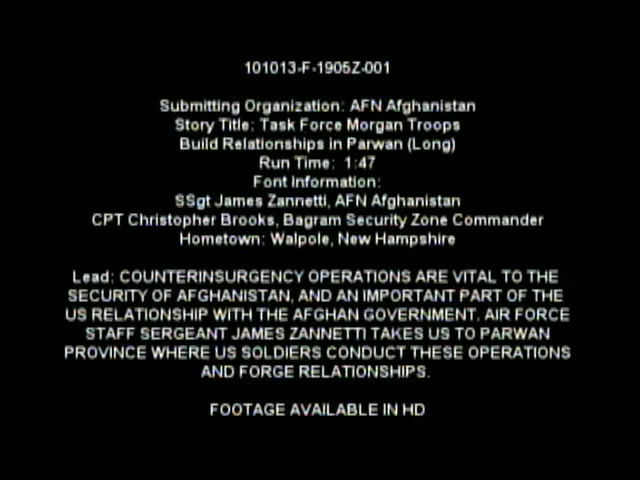 101013-F-1905Z-001
Submitting Organization: AFN Afghanistan
Story Title: Task Force Morgan Troops
Build Relationships in Parwan (Long)
Run Time: 1:47
Font Information:
SSgt James Zannetti, AFN Afghanistan
CPT Christopher Brooks, Bagram Security Zone Commander
Hometown: Walpole, New Hampshire
Lead: COUNTERINSURGENCY OPERATIONS ARE VITAL TO THE
SECURITY OF AFGHANISTAN, AND AN IMPORTANT PART OF THE
US RELATIONSHIP WITH THE AFGHAN GOVERNMENT. AIR FORCE
STAFF SERGEANT JAMES ZANNETTI TAKES US TO PARWAN
PROVINCE WHERE US SOLDIERS CONDUCT THESE OPERATIONS
AND FORGE RELATIONSHIPS.
FOOTAGE AVAILABLE IN HD